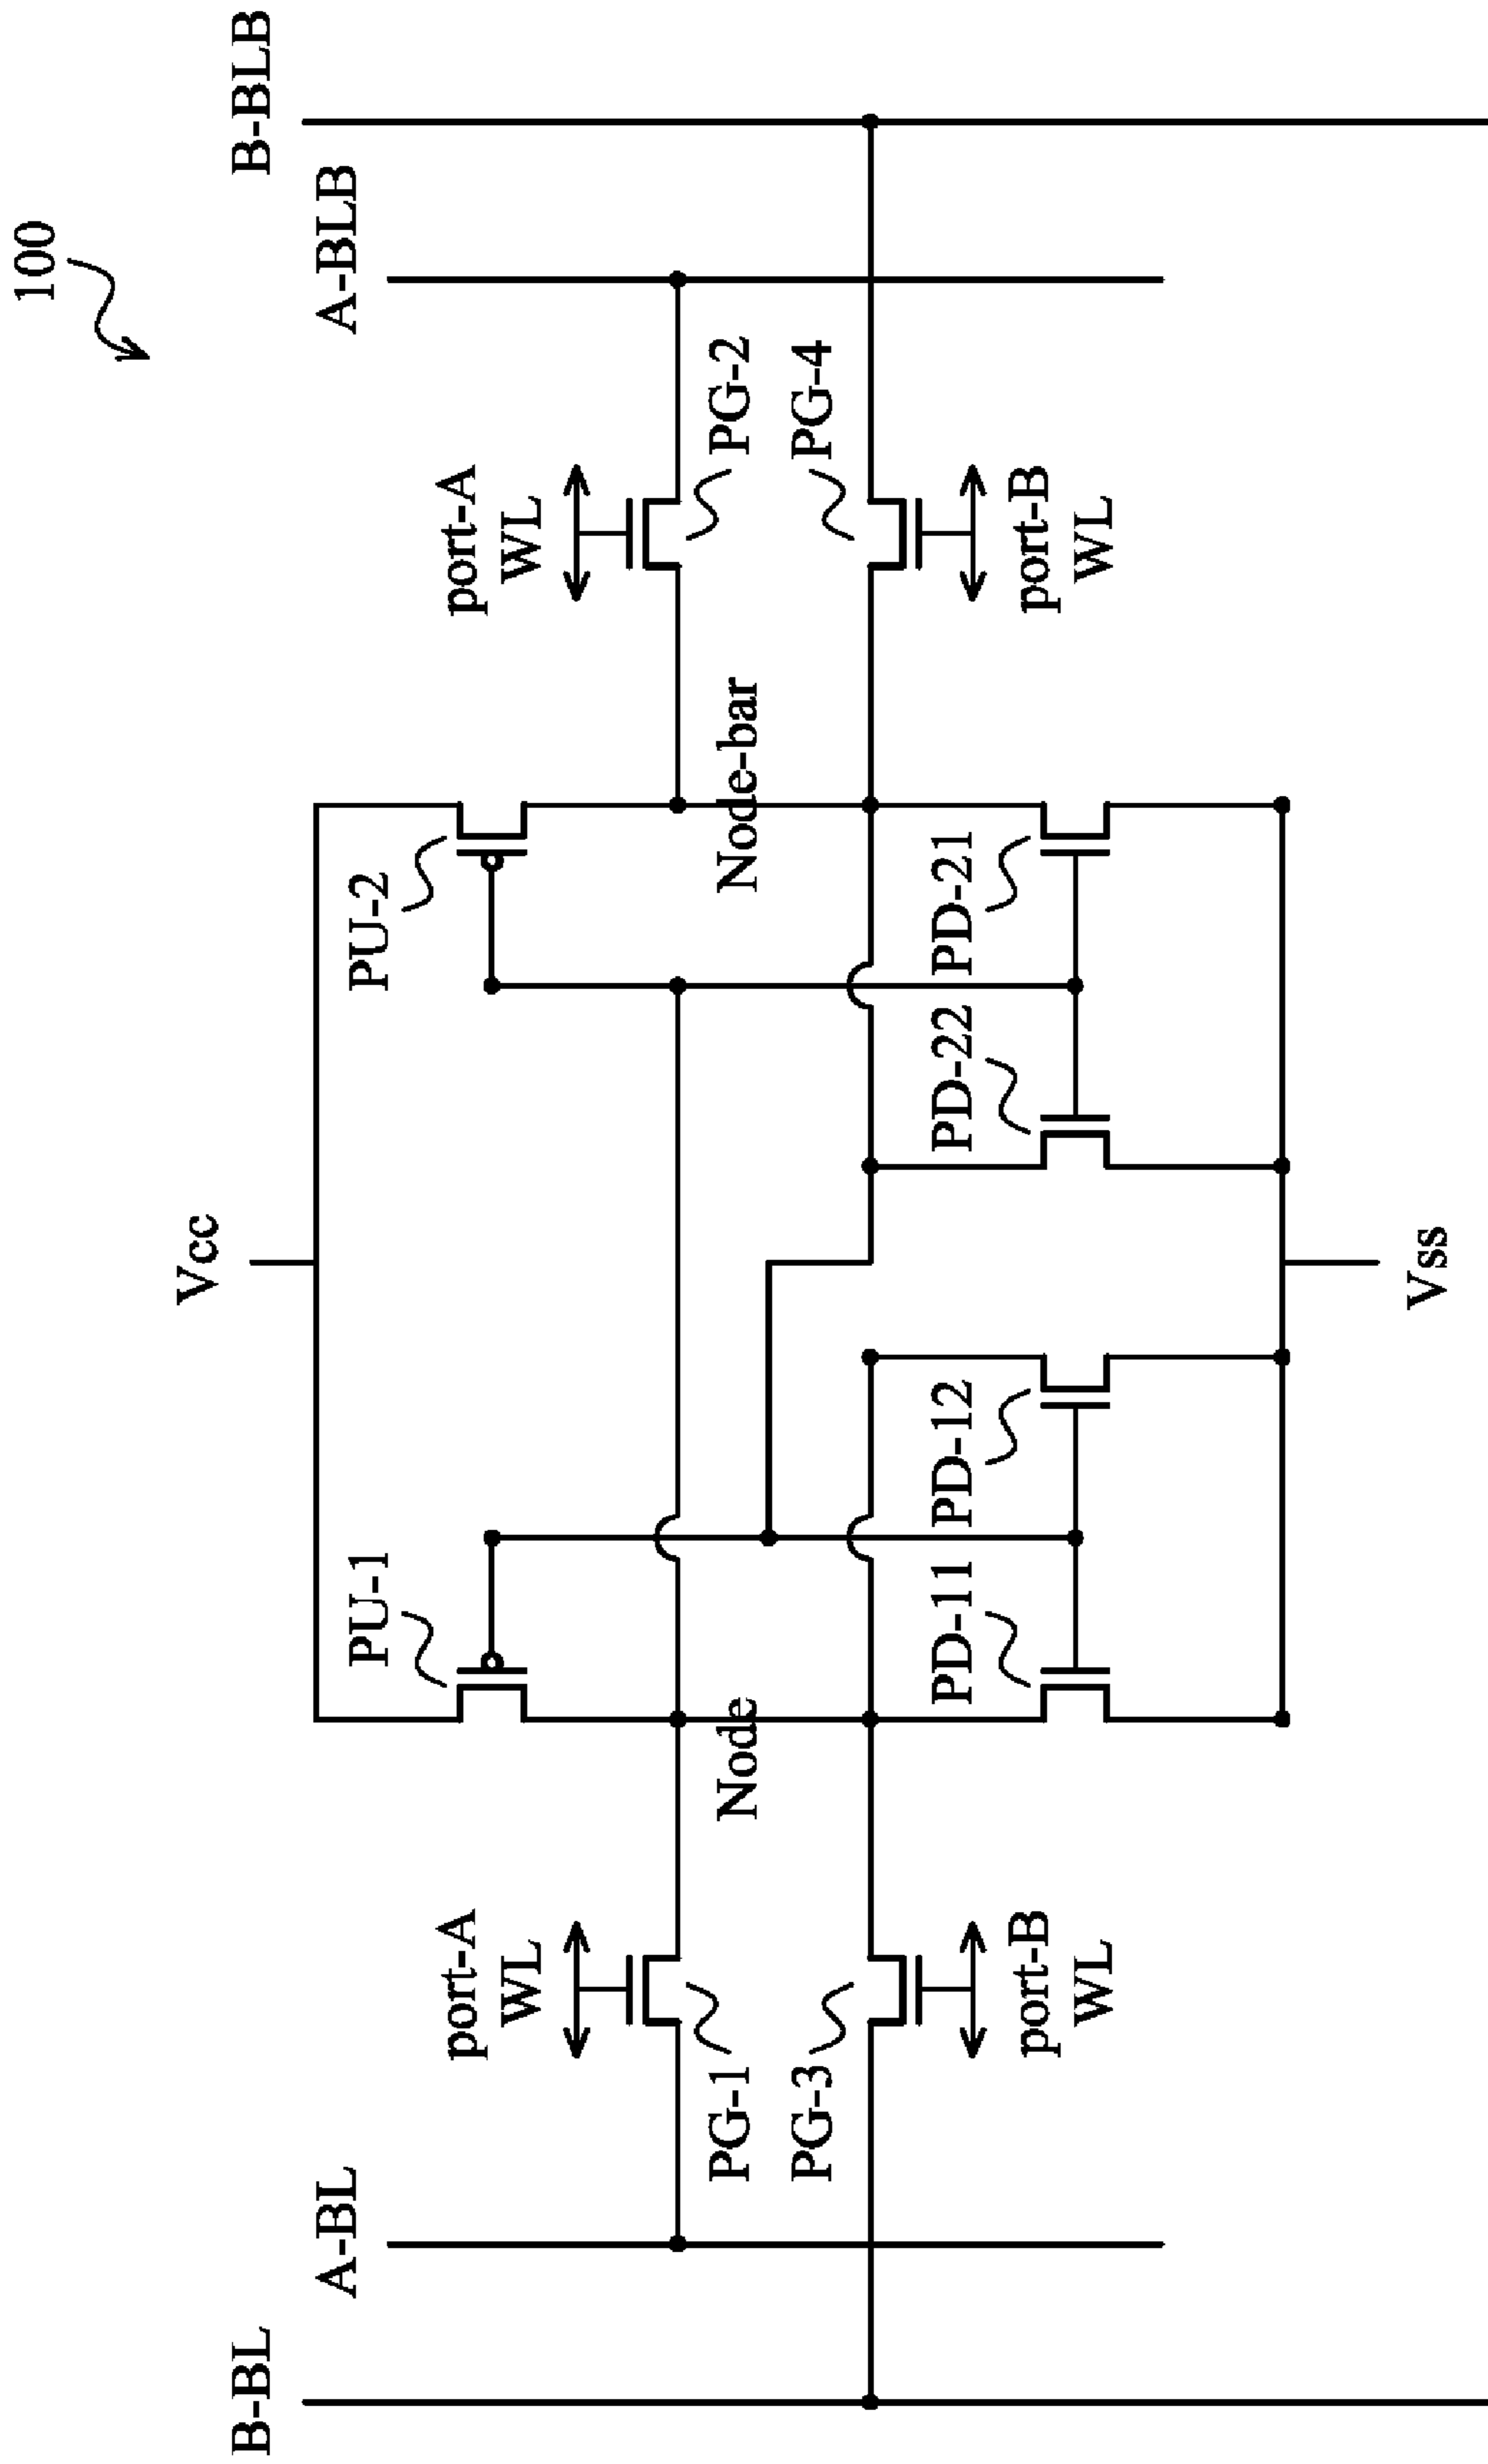 100
Vcc
B-BL
B-BLB
A-BL
A-BLB
PU-1
PU-2
port-A
WL
port-A
WL
PG-1
Node
Node-bar
PG-2
PG-3
PG-4
PD-11
PD-12
PD-22
PD-21
port-B
WL
port-B
WL
Vss